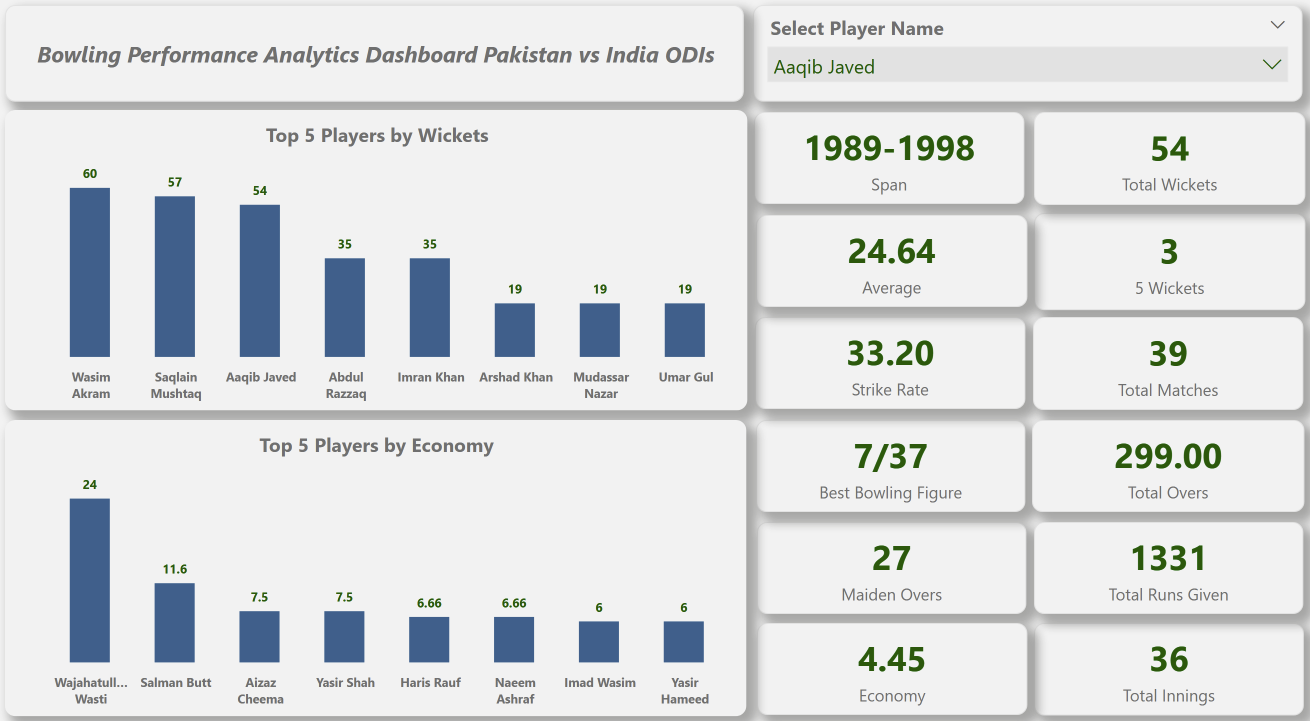 Bowling Performance Analytics Dashboard Pakistan vs India ODIs
Select Player Name
Aaqib Javed
Top 5 Players by Wickets
60
57
54
35
35
19
19
19
Wasim Akram
Saqlain Mushtaq
Aaqib Javed
Abdul Razzaq
Imran Khan
Arshad Khan
Mudassar Nazar
Umar Gul
Top 5 Players by Economy
24
11.6
7.5
7.5
6.66
6.66
6
6
Wajahatull... Wasti
Salman Butt
Aizaz Cheema
Yasir Shah
Haris Rauf
Naeem Ashraf
Imad Wasim
Yasir Hameed
1989-1998
Span
54
Total Wickets
24.64
Average
3
5 Wickets
33.20
Strike Rate
39
Total Matches
7/37
Best Bowling Figure
299.00
Total Overs
27
Maiden Overs
1331
Total Runs Given
4.45
Economy
36
Total Innings